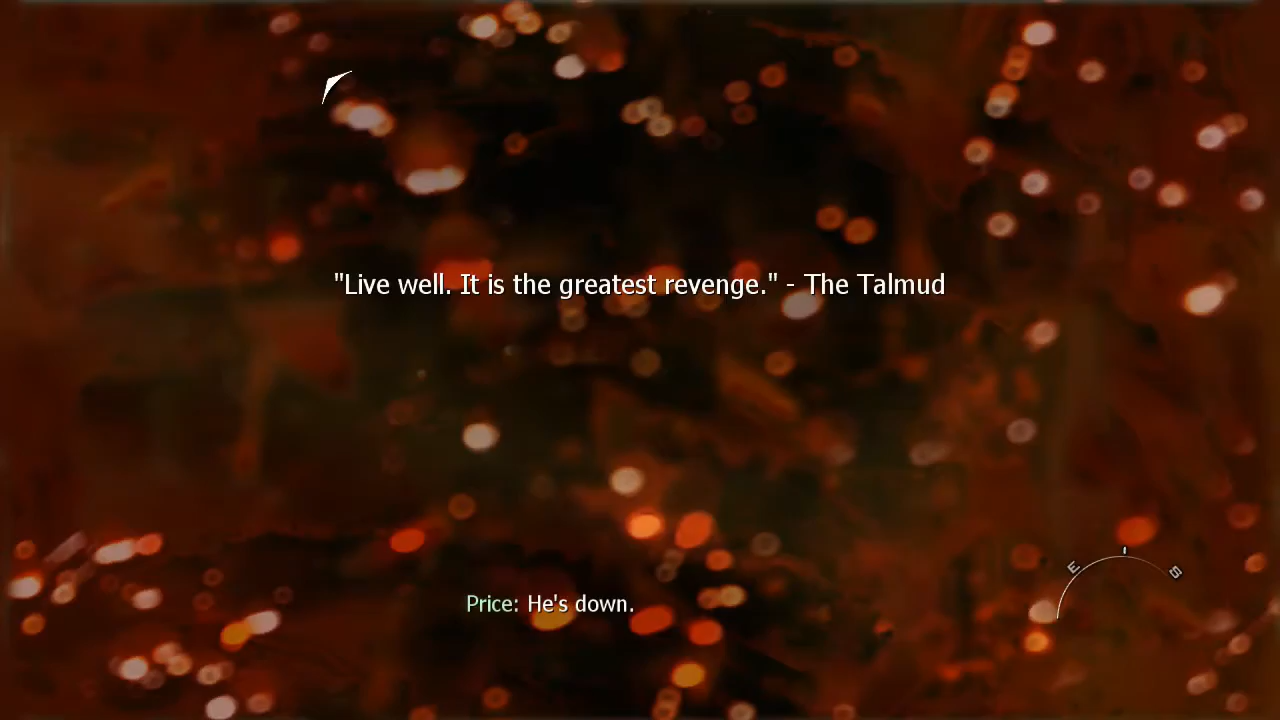 "Live well. It is the greatest revenge." - The Talmud
E
S
Price: He's down.